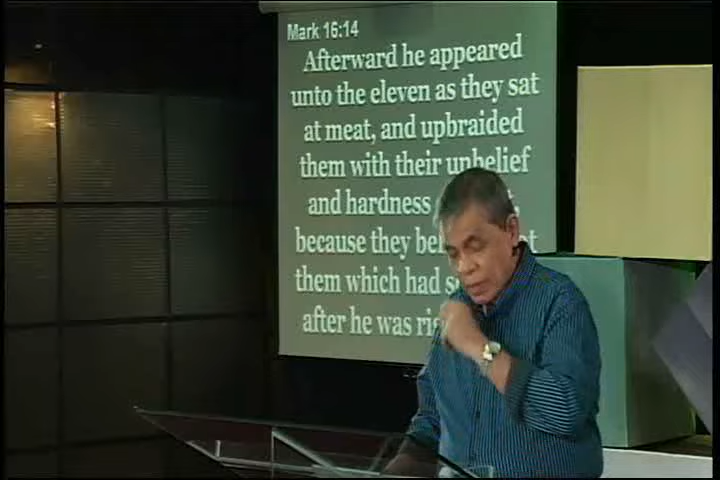 Mark 16:14
Afterward he appeared
unto the eleven as they sat
at meat, and upbraided
them with their unbelief
and hardness
because they
them which had
after he was